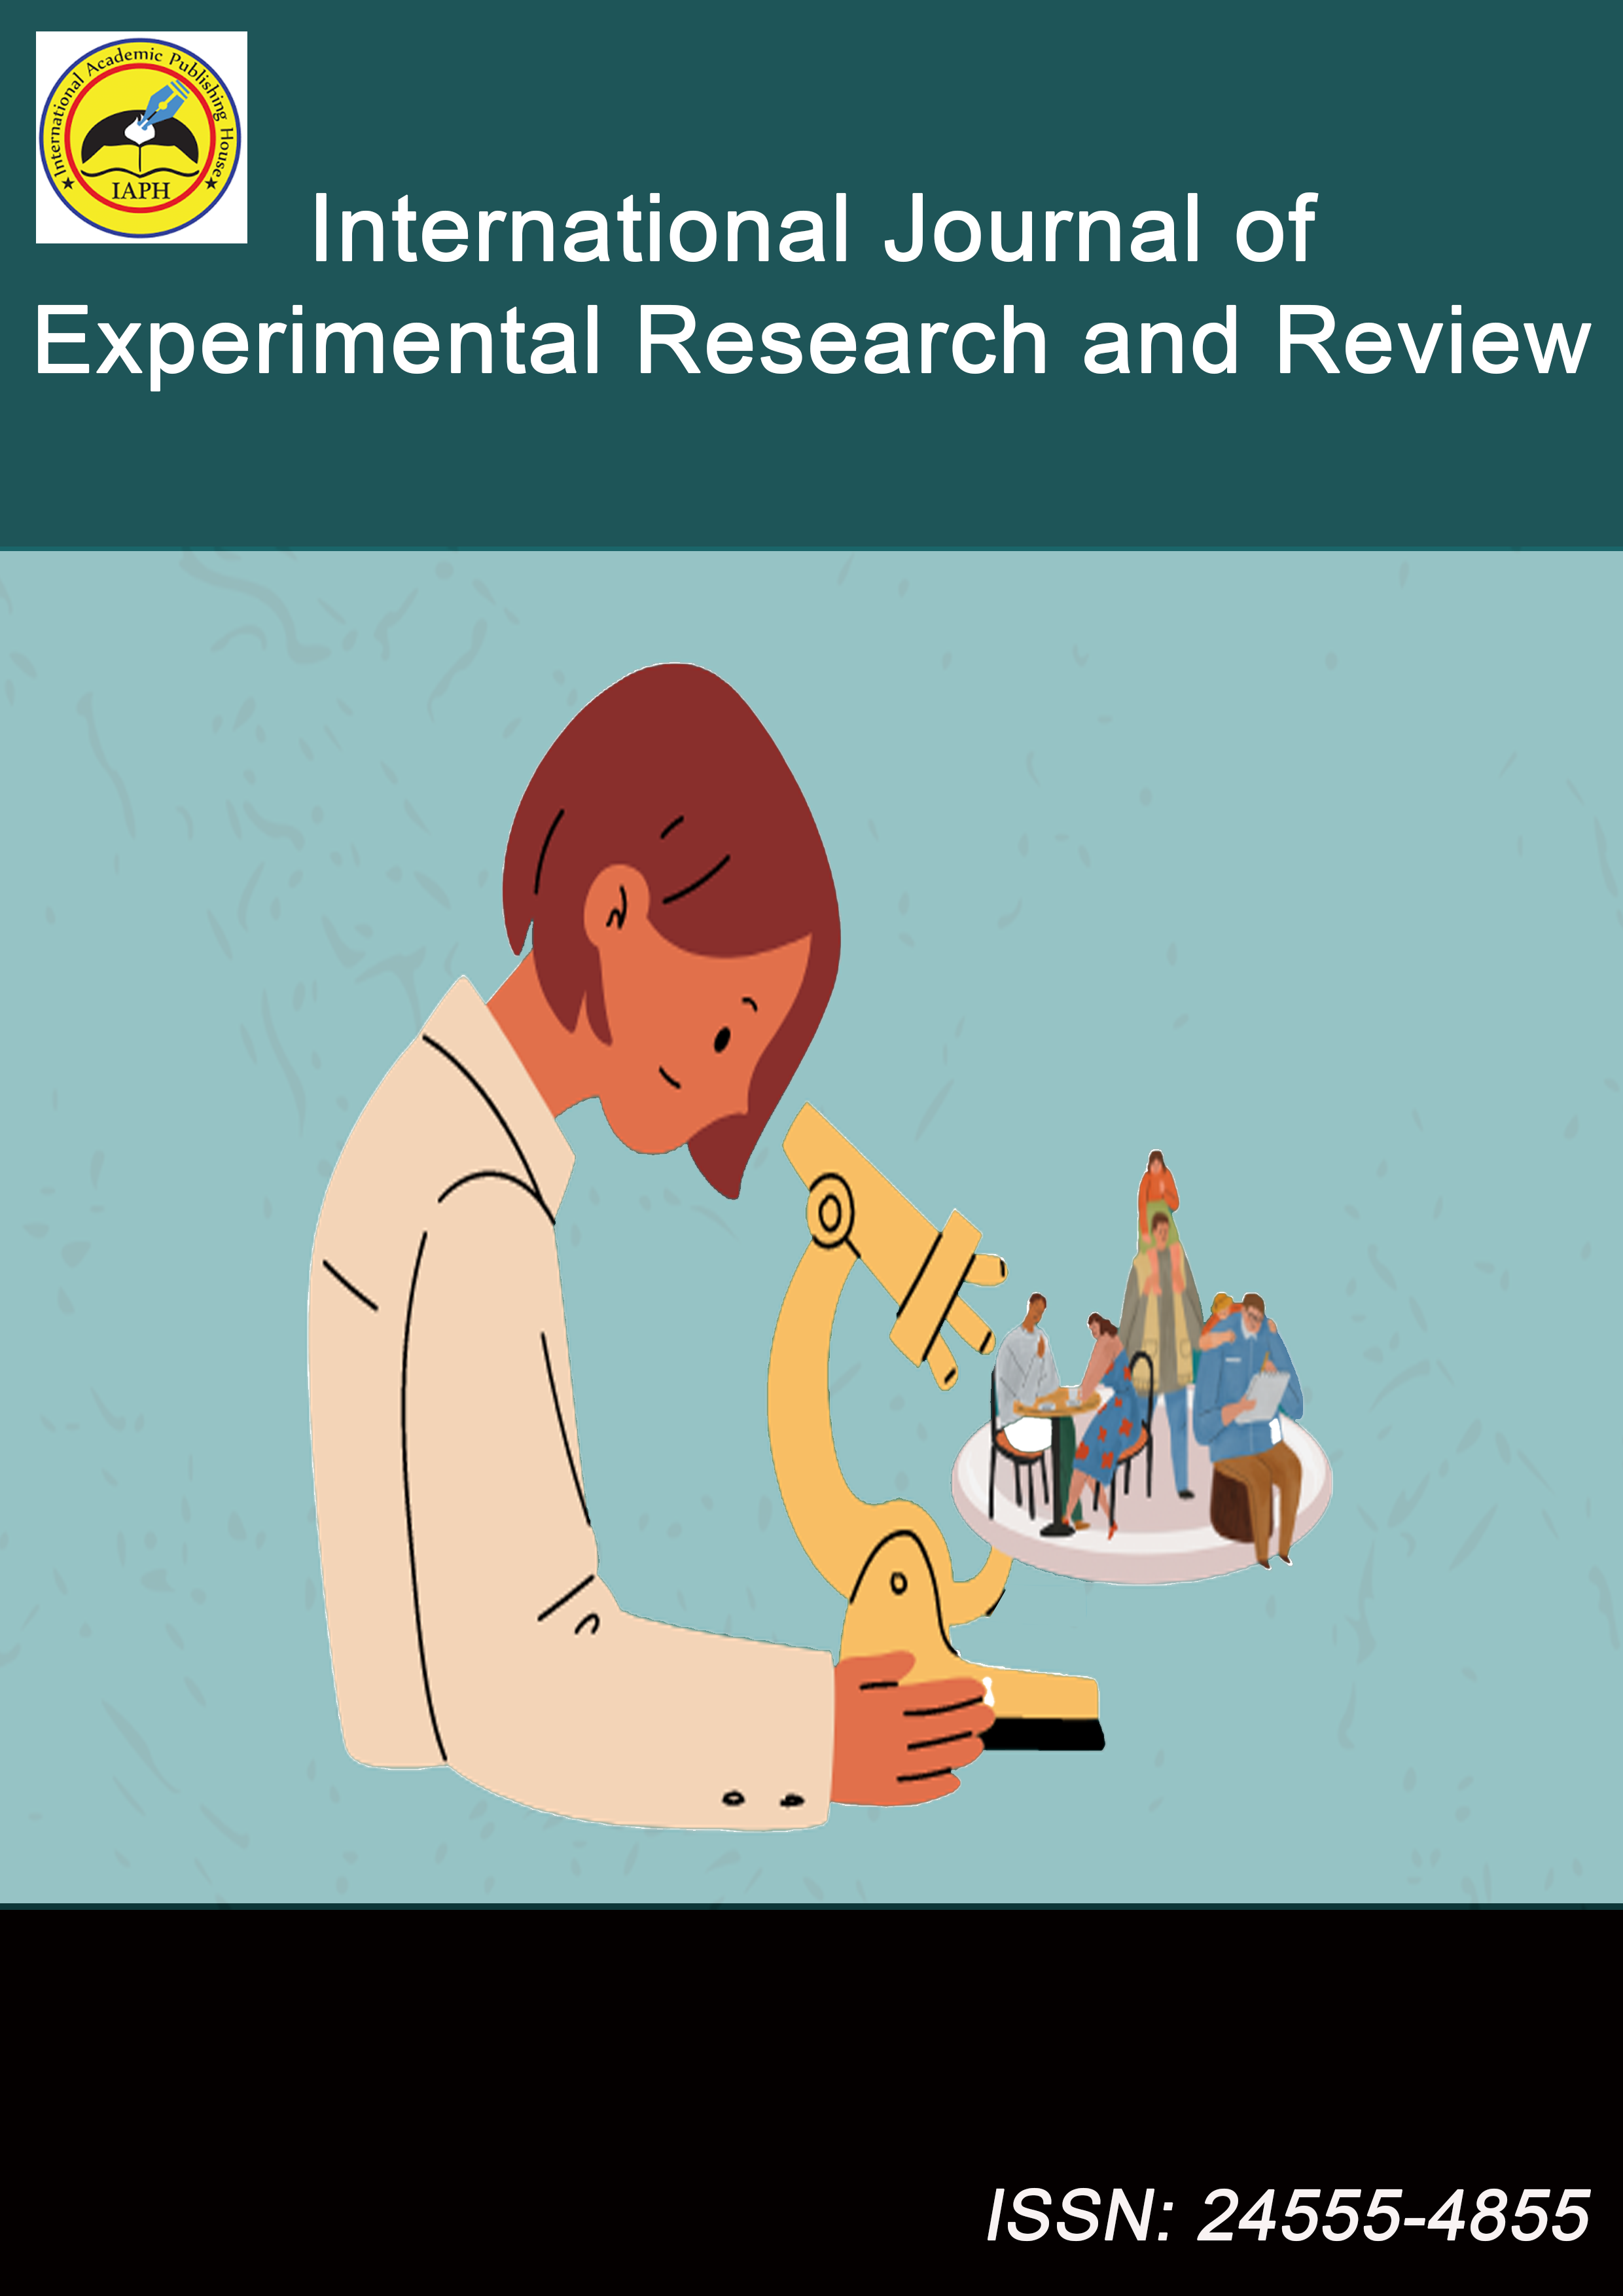 International Academic Publishing House
IAPH
International Journal of
Experimental Research and Review
ISSN: 24555-4855